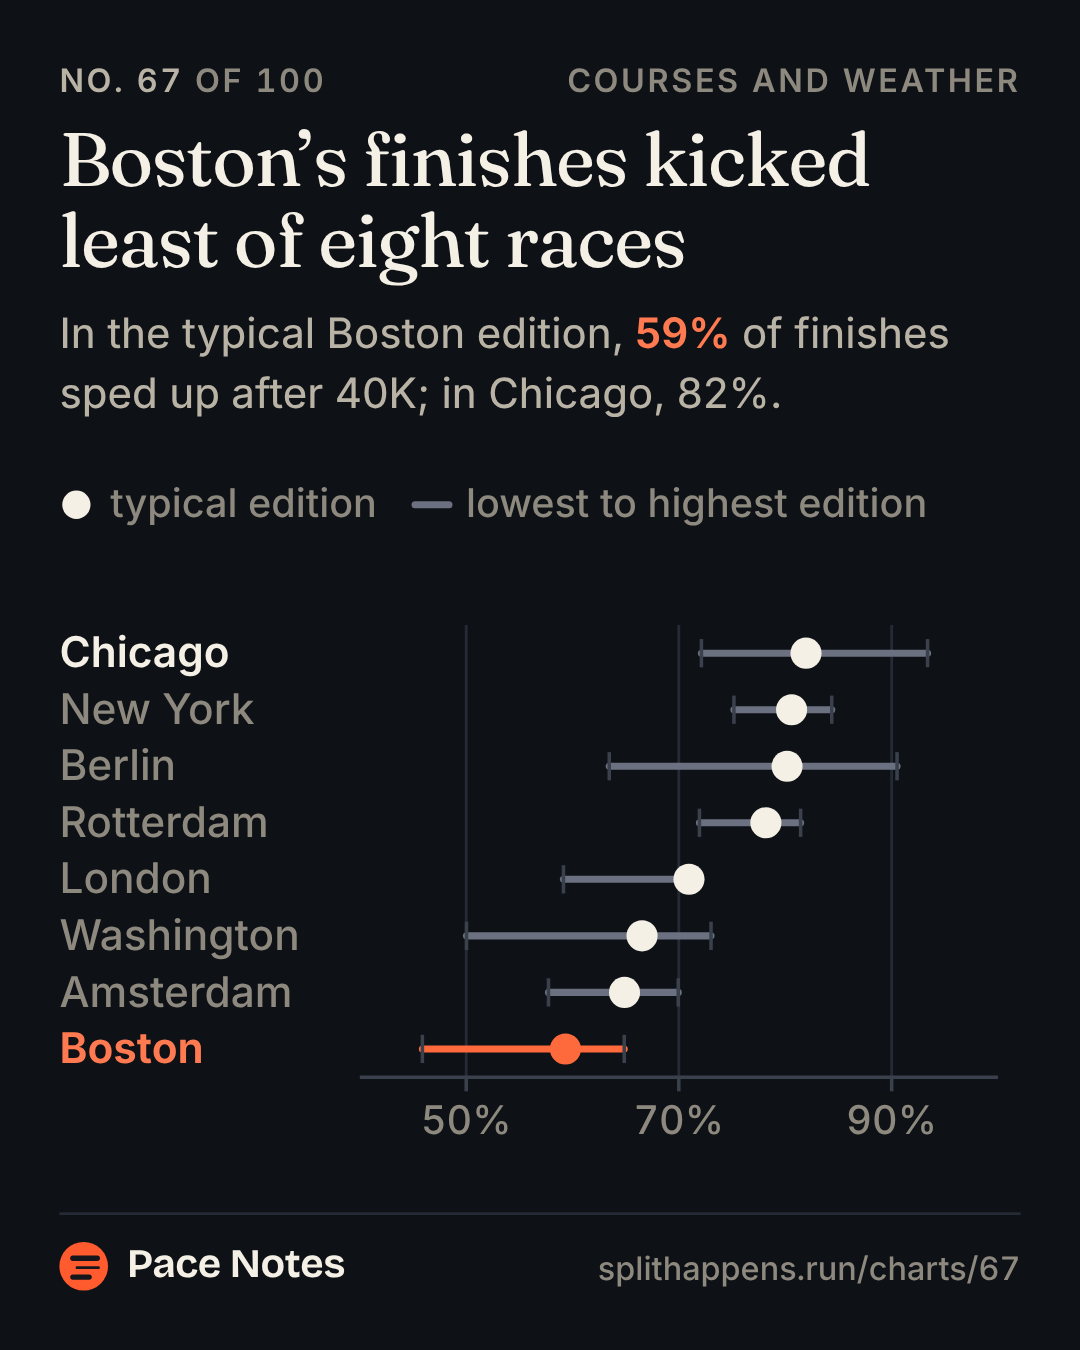 NO. 67 OF 100
COURSES AND WEATHER
Boston’s finishes kicked
least of eight races
In the typical Boston edition, 59% of finishes
sped up after 40K; in Chicago, 82%.
typical edition
lowest to highest edition
Chicago
New York
Berlin
Rotterdam
London
Washington
Amsterdam
Boston
50% 70% 90%
Pace Notes
splithappens.run/charts/67